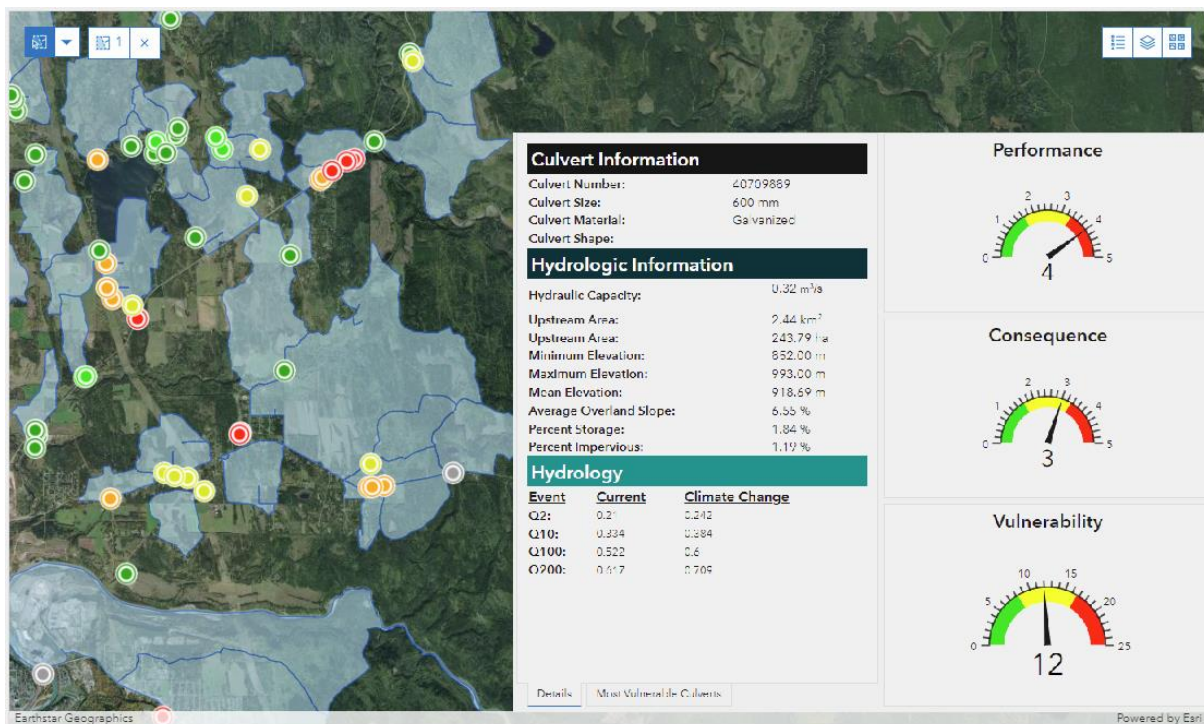 1
Culvert Information
Culvert Number: 40709889
Culvert Size: 600 mm
Culvert Material: Galvanized
Culvert Shape:
Hydrologic Information
Hydraulic Capacity: 0.32 m³/s
Upstream Area: 2.44 km²
Upstream Area: 243.79 ha
Minimum Elevation: 852.00 m
Maximum Elevation: 993.00 m
Mean Elevation: 918.69 m
Average Overland Slope: 6.55 %
Percent Storage: 1.84 %
Percent Impervious: 1.19 %
Hydrology
Event Current Climate Change
Q2: 0.21 0.242
Q10: 0.334 0.384
Q100: 0.522 0.6
Q200: 0.617 0.709
Details Most Vulnerable Culverts
Performance
0 1 2 3 4 5
4
Consequence
0 1 2 3 4 5
3
Vulnerability
0 5 10 15 20 25
12
Earthstar Geographics
Powered by Esri